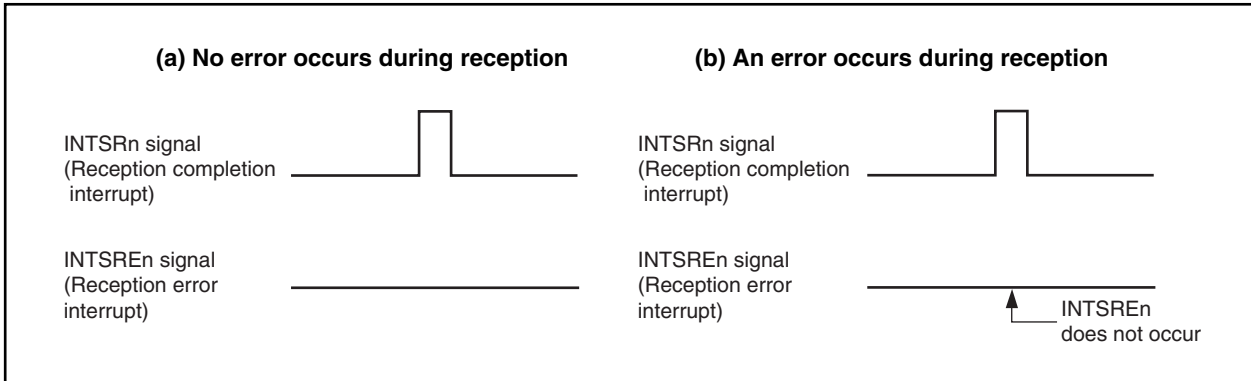 (a) No error occurs during reception
INTSRn signal
(Reception completion
interrupt)
INTSREn signal
(Reception error
interrupt)
(b) An error occurs during reception
INTSRn signal
(Reception completion
interrupt)
INTSREn signal
(Reception error
interrupt)
INTSREn
does not occur